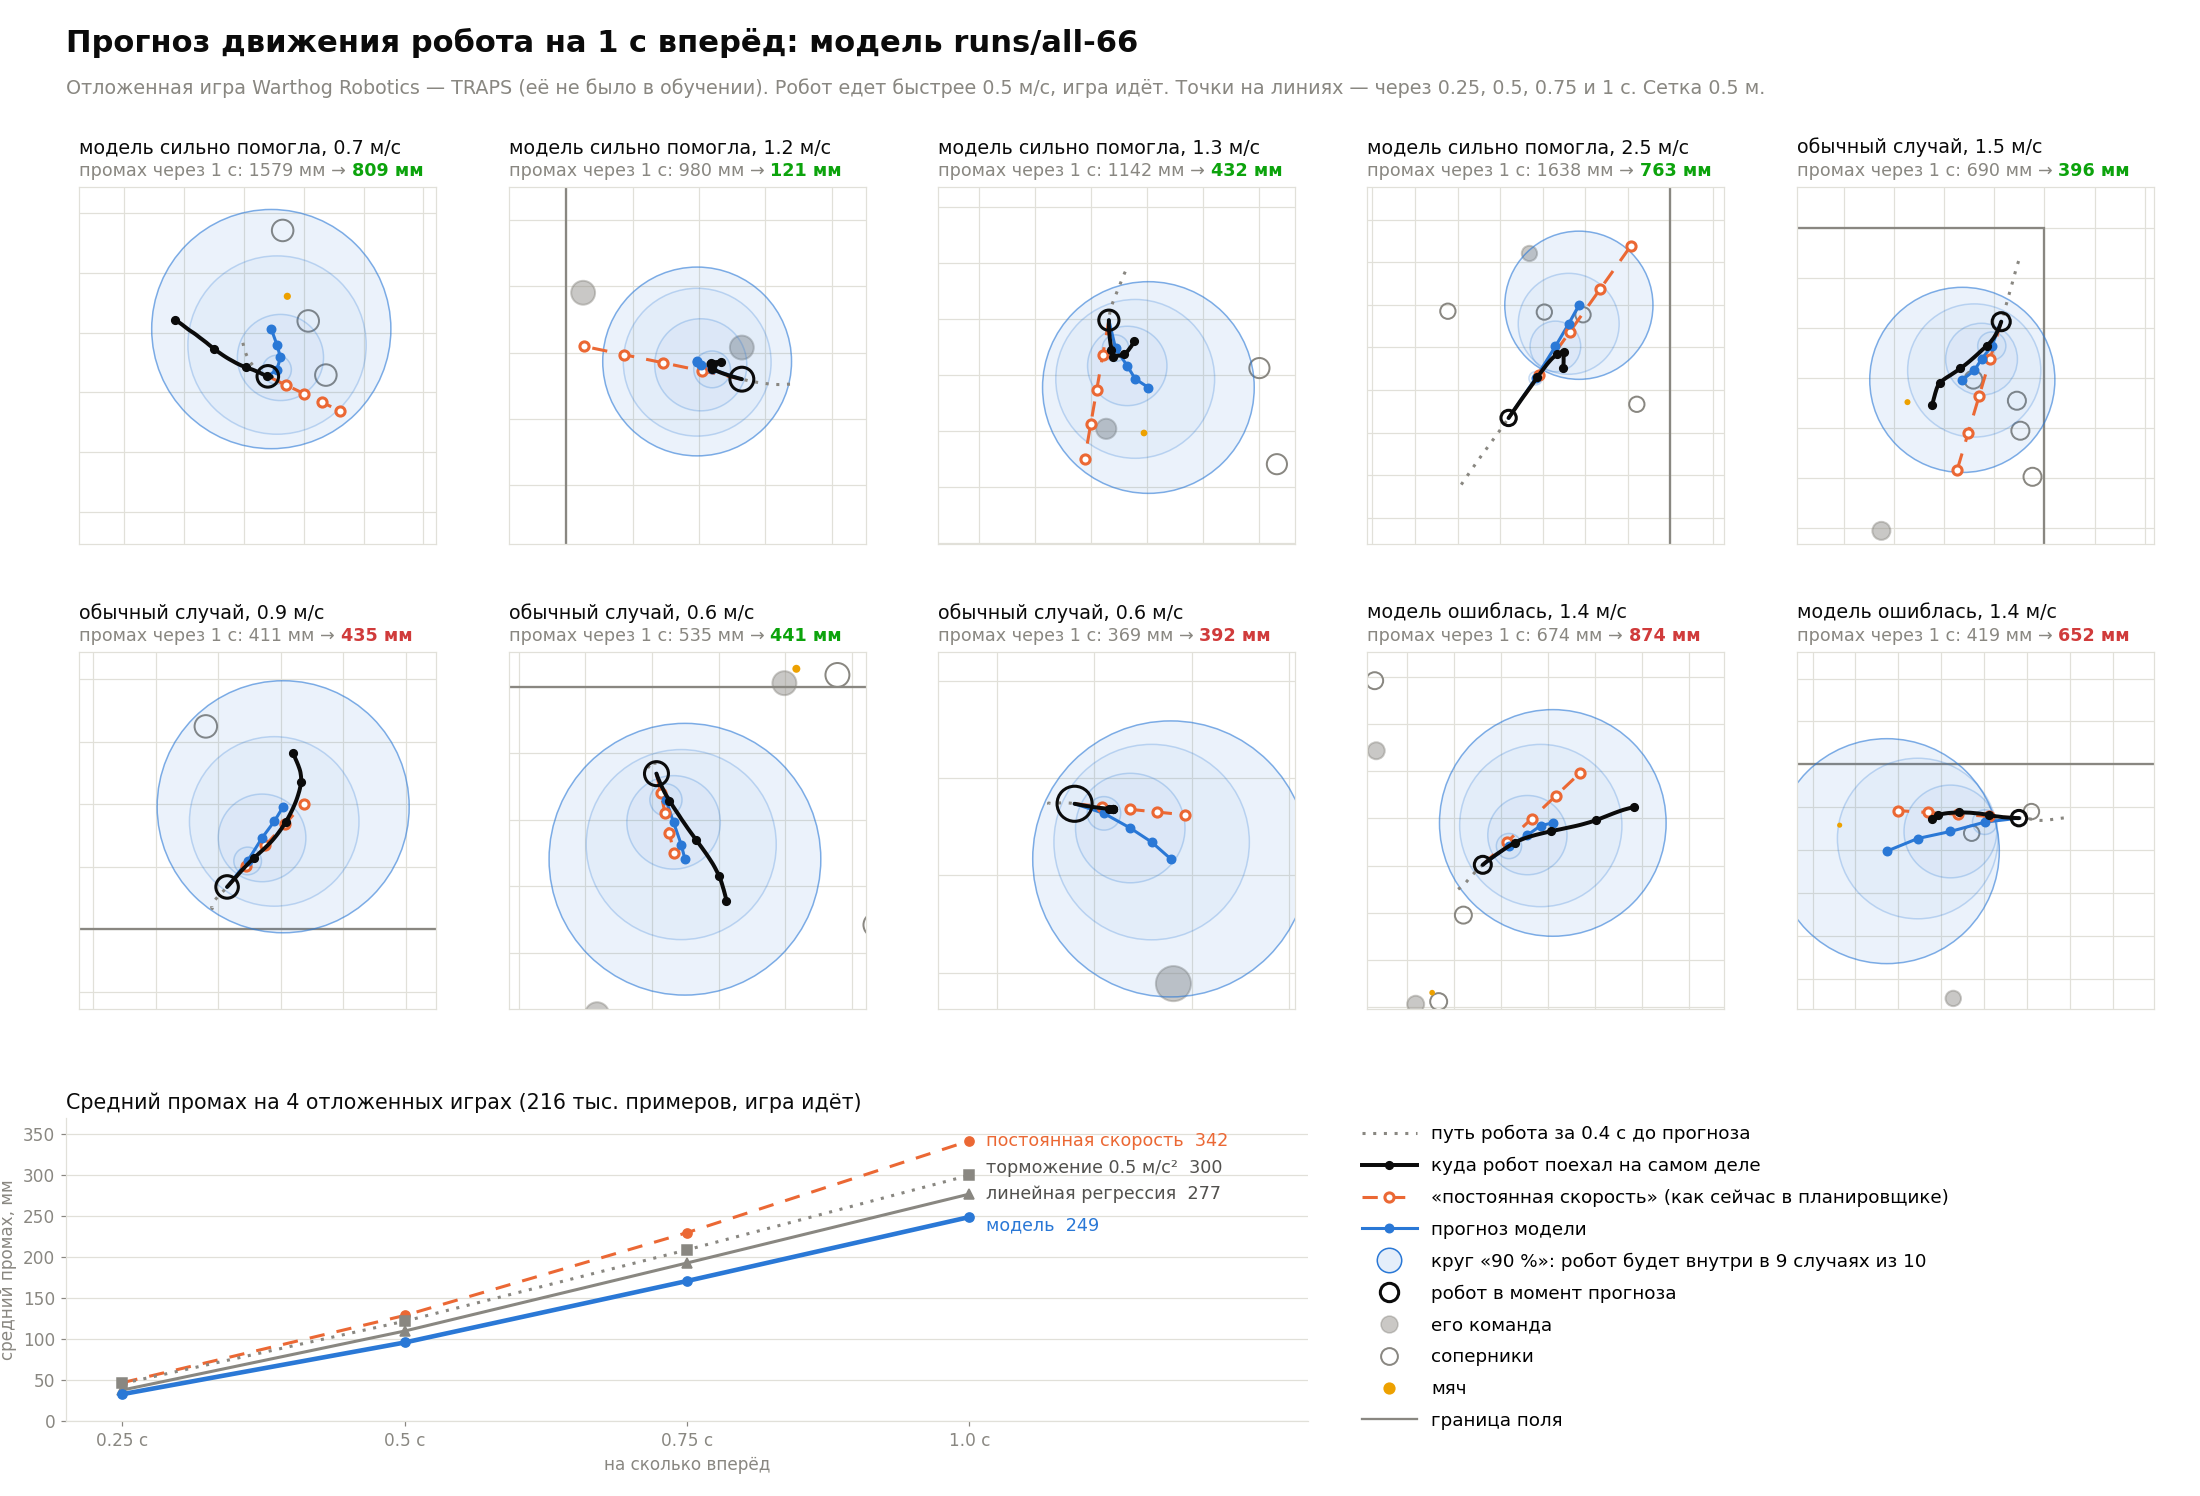 Прогноз движения робота на 1 с вперёд: модель runs/all-66
Отложенная игра Warthog Robotics — TRAPS (её не было в обучении). Робот едет быстрее 0.5 м/с, игра идёт. Точки на линиях — через 0.25, 0.5, 0.75 и 1 с. Сетка 0.5 м.
модель сильно помогла, 0.7 м/с
промах через 1 с: 1579 мм → 809 мм
модель сильно помогла, 1.2 м/с
промах через 1 с: 980 мм → 121 мм
модель сильно помогла, 1.3 м/с
промах через 1 с: 1142 мм → 432 мм
модель сильно помогла, 2.5 м/с
промах через 1 с: 1638 мм → 763 мм
обычный случай, 1.5 м/с
промах через 1 с: 690 мм → 396 мм
обычный случай, 0.9 м/с
промах через 1 с: 411 мм → 435 мм
обычный случай, 0.6 м/с
промах через 1 с: 535 мм → 441 мм
обычный случай, 0.6 м/с
промах через 1 с: 369 мм → 392 мм
модель ошиблась, 1.4 м/с
промах через 1 с: 674 мм → 874 мм
модель ошиблась, 1.4 м/с
промах через 1 с: 419 мм → 652 мм
Средний промах на 4 отложенных играх (216 тыс. примеров, игра идёт)
средний промах, мм
350
300
250
200
150
100
50
0
постоянная скорость 342
торможение 0.5 м/с² 300
линейная регрессия 277
модель 249
0.25 с
0.5 с
0.75 с
1.0 с
на сколько вперёд
путь робота за 0.4 с до прогноза
куда робот поехал на самом деле
«постоянная скорость» (как сейчас в планировщике)
прогноз модели
круг «90 %»: робот будет внутри в 9 случаях из 10
робот в момент прогноза
его команда
соперники
мяч
граница поля